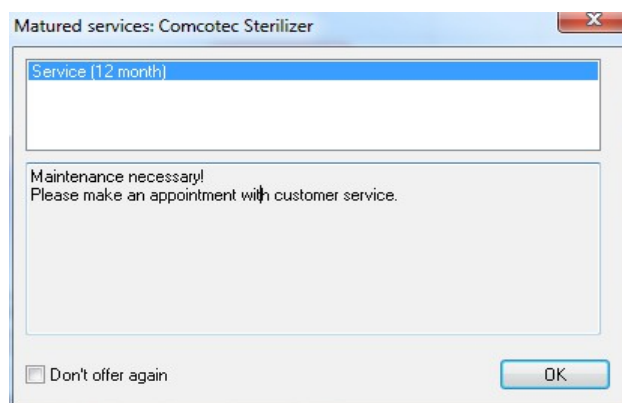 Matured services: Comcotec Sterilizer
Service (12 month)
Maintenance necessary!
Please make an appointment with customer service.
Don't offer again
OK